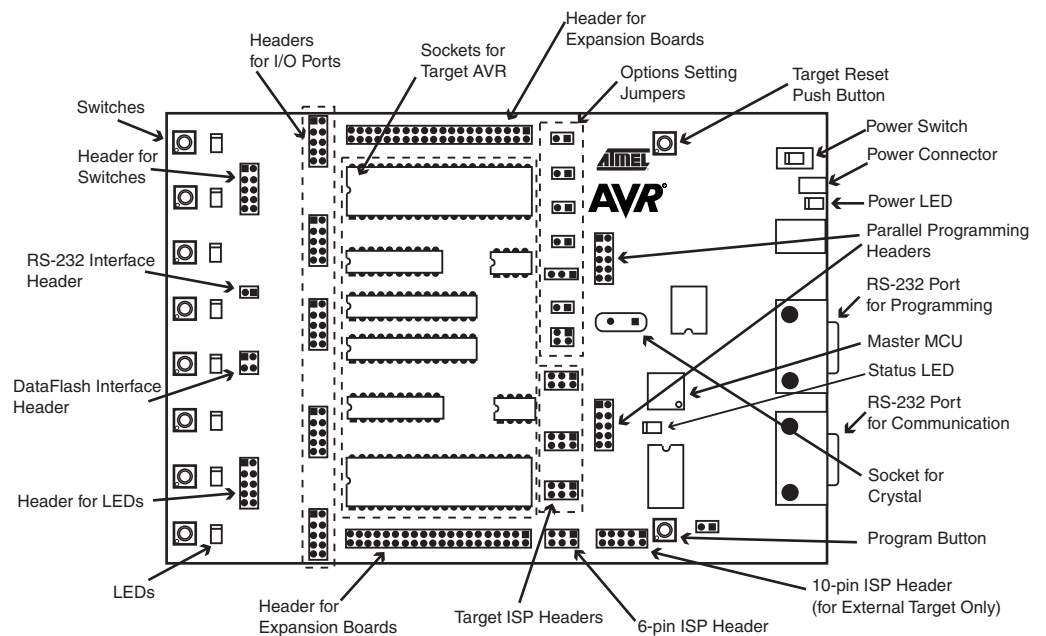 Header for
Expansion Boards
Headers
for I/O Ports
Sockets for
Target AVR
Options Setting
Jumpers
Target Reset
Push Button
Switches
Header for
Switches
Power Switch
Power Connector
ATMEL
AVR
Power LED
Parallel Programming
Headers
RS-232 Interface
Header
RS-232 Port
for Programming
Master MCU
Status LED
DataFlash Interface
Header
RS-232 Port
for Communication
Socket for
Crystal
Header for LEDs
Program Button
LEDs
Header for
Expansion Boards
Target ISP Headers
6-pin ISP Header
10-pin ISP Header
(for External Target Only)